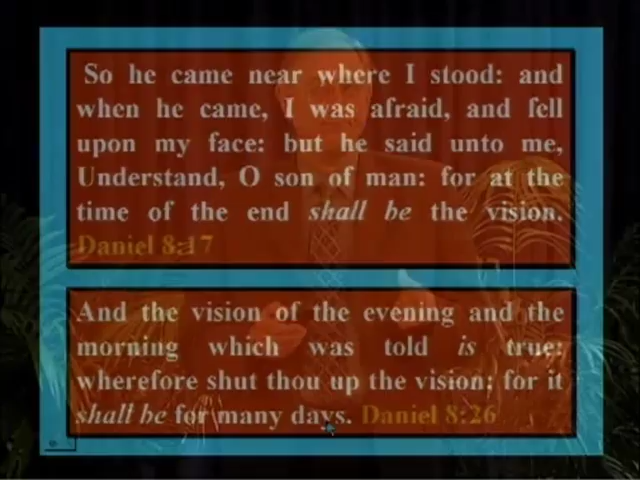 So he came near where I stood: and
when he came, I was afraid, and fell
upon my face: but he said unto me,
Understand, O son of man: for at the
time of the end shall be the vision.
Daniel 8:17
And the vision of the evening and the
morning which was told is true:
wherefore shut thou up the vision; for it
shall be for many days. Daniel 8:26